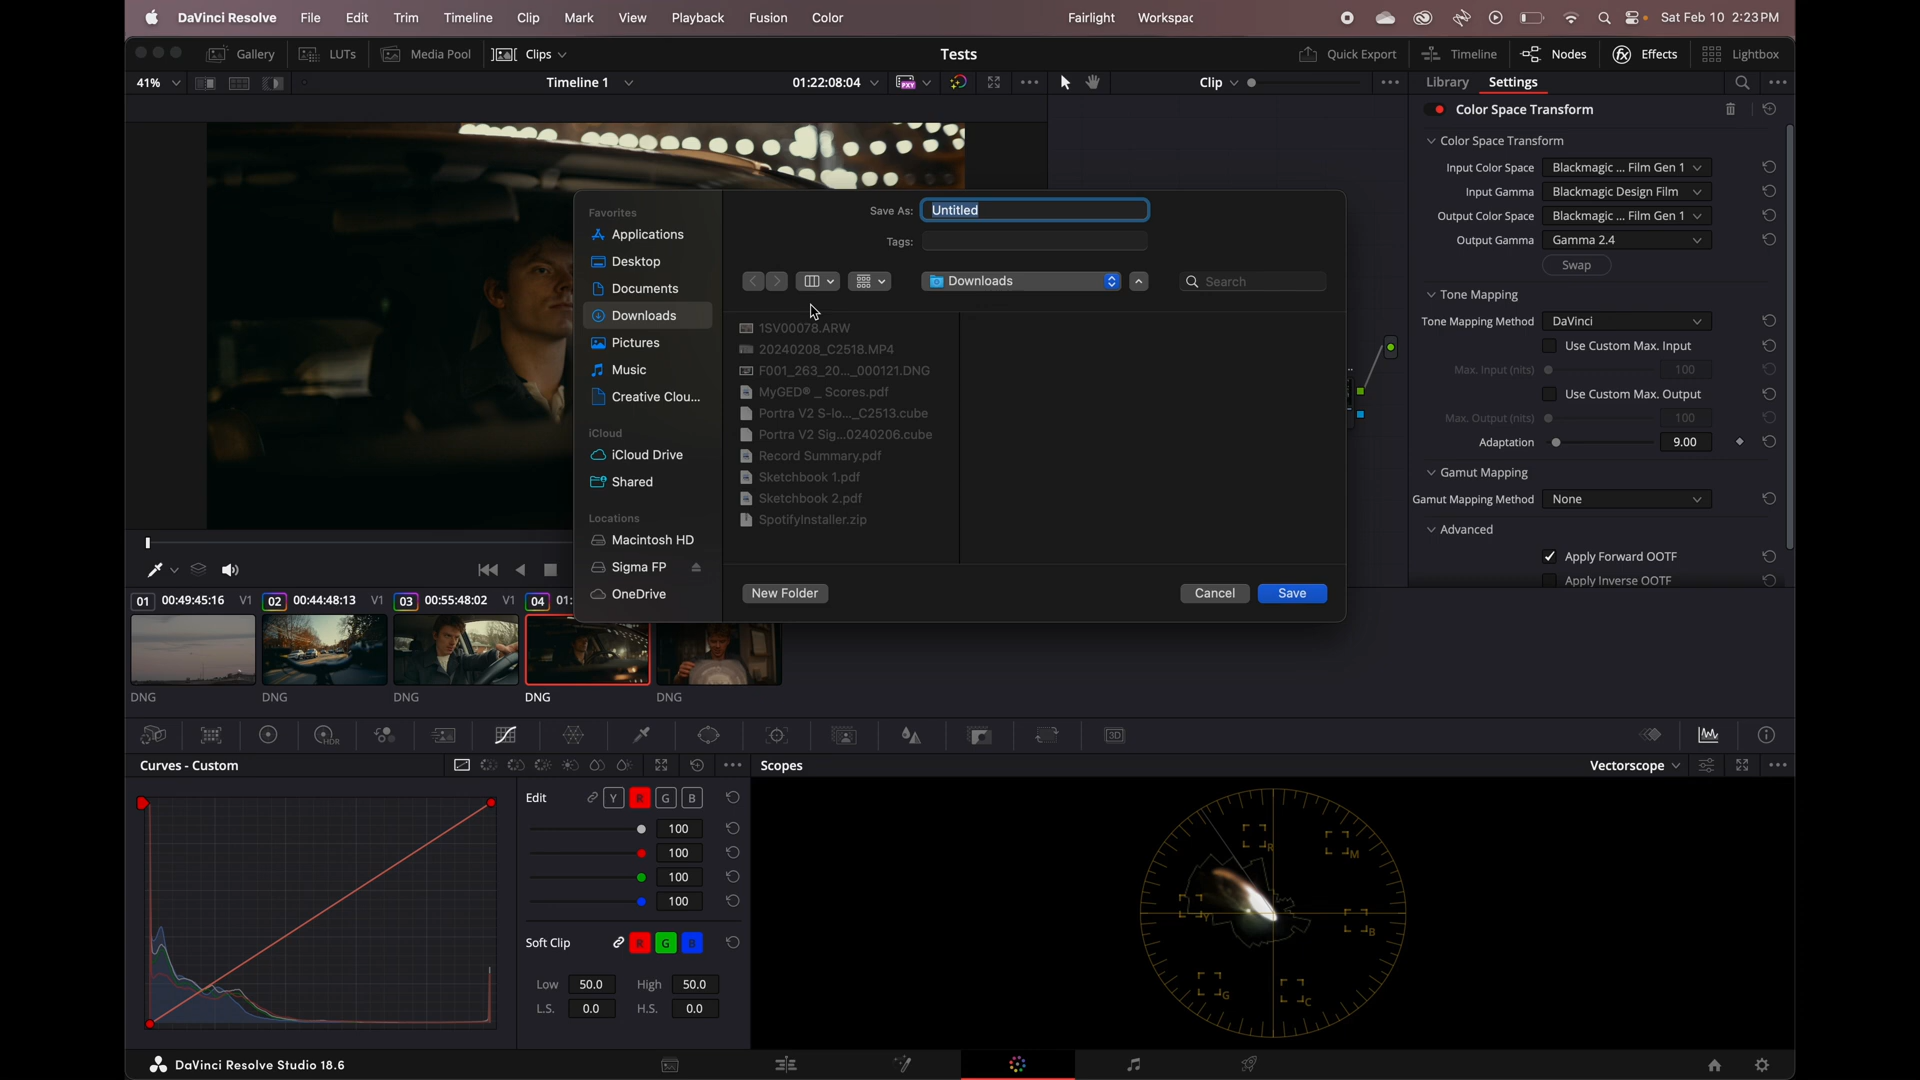 DaVinci Resolve File Edit Trim Timeline Clip Mark View Playback Fusion Color Fairlight Workspac Sat Feb 10 2:23 PM
Gallery LUTs Media Pool Clips Tests Quick Export Timeline Nodes Effects Lightbox
41% Timeline 1 01:22:08:04 Clip Library Settings
Color Space Transform
Color Space Transform
Input Color Space Blackmagic ... Film Gen 1
Input Gamma Blackmagic Design Film
Output Color Space Blackmagic ... Film Gen 1
Output Gamma Gamma 2.4
Swap
Tone Mapping
Tone Mapping Method DaVinci
Use Custom Max. Input
Max. Input (nits) 100
Use Custom Max. Output
Max. Output (nits) 100
Adaptation 9.00
Gamut Mapping
Gamut Mapping Method None
Advanced
Apply Forward OOTF
Apply Inverse OOTF
Favorites
Applications
Desktop
Documents
Downloads
Pictures
Music
Creative Clou...
iCloud
iCloud Drive
Shared
Locations
Macintosh HD
Sigma FP
OneDrive
Save As: Untitled
Tags:
Downloads Search
1SV00078.ARW
20240208_C2518.MP4
F001_263_20..._000121.DNG
MyGED® _ Scores.pdf
Portra V2 S-lo..._C2513.cube
Portra V2 Sig...0240206.cube
Record Summary.pdf
Sketchbook 1.pdf
Sketchbook 2.pdf
SpotifyInstaller.zip
New Folder Cancel Save
01 00:49:45:16 V1 02 00:44:48:13 V1 03 00:55:48:02 V1 04 01:
DNG DNG DNG DNG DNG
HDR 3D
Curves - Custom
Edit Y R G B
100
100
100
100
Soft Clip R G B
Low 50.0 High 50.0
L.S. 0.0 H.S. 0.0
Scopes Vectorscope
R M
Y B
G C
DaVinci Resolve Studio 18.6